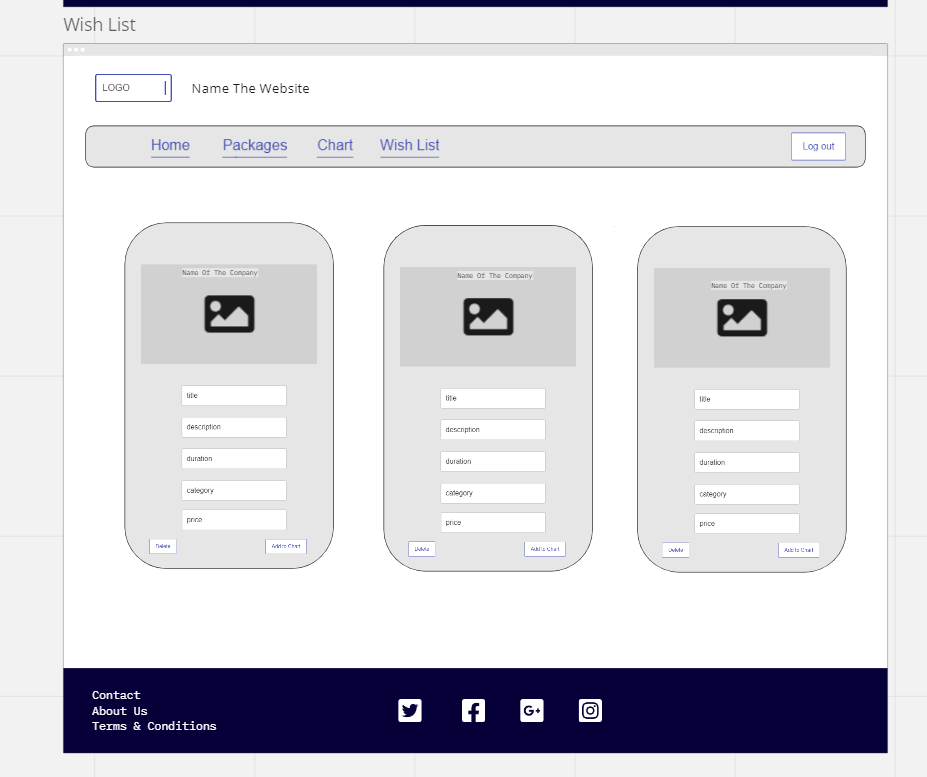 Wish List
LOGO
Name The Website
Home Packages Chart Wish List Log out
Name Of The Company
title
description
duration
category
price
Delete Add to Chart
Name Of The Company
title
description
duration
category
price
Delete Add to Chart
Name Of The Company
title
description
duration
category
price
Delete Add to Chart
Contact
About Us
Terms & Conditions